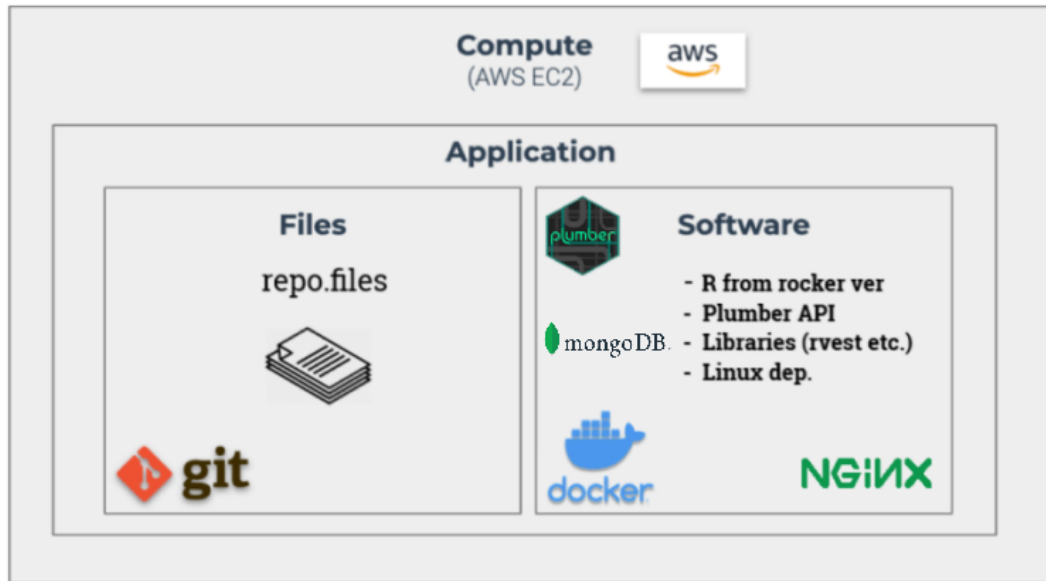 Compute
(AWS EC2)
aws
Application
Files
repo.files
git
plumber
Software
- R from rocker ver
- Plumber API
- Libraries (rvest etc.)
- Linux dep.
mongoDB.
docker
NGiNX